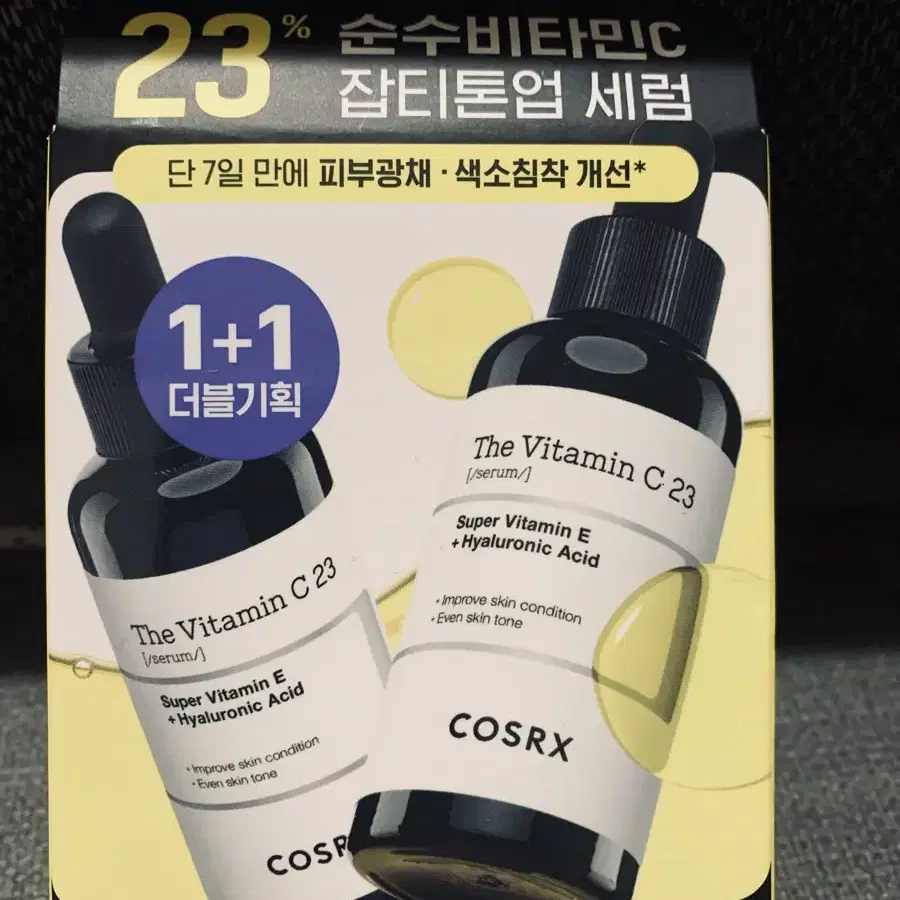 23% 순수비타민C
잡티톤업 세럼
단 7일 만에 피부광채·색소침착 개선*
1+1
더블기획
The Vitamin C 23
[/serum/]
Super Vitamin E
+Hyaluronic Acid
• Improve skin condition
• Even skin tone
COSRX
The Vitamin C 23
[/serum/]
Super Vitamin E
+Hyaluronic Acid
• Improve skin condition
• Even skin tone
COSR